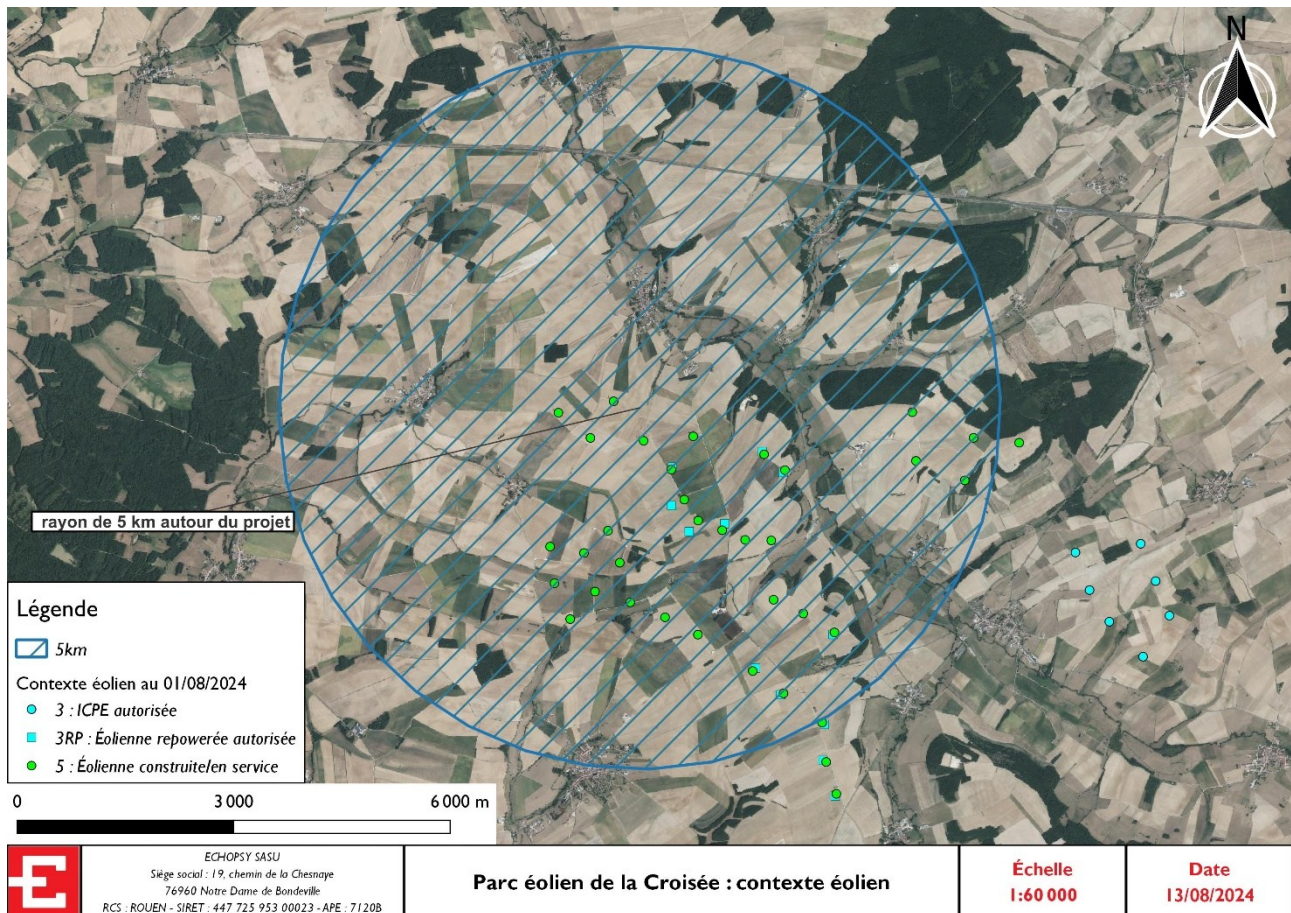 N
rayon de 5 km autour du projet
Légende
5km
Contexte éolien au 01/08/2024
3 : ICPE autorisée
3RP : Éolienne repowerée autorisée
5 : Éolienne construite/en service
0 3 000 6 000 m
E
ECHOPSY SASU
Siège social : 19, chemin de la Chesnaye
76960 Notre Dame de Bondeville
RCS : ROUEN - SIRET : 447 725 953 00023 - APE : 7120B
Parc éolien de la Croisée : contexte éolien
Échelle
1:60 000
Date
13/08/2024